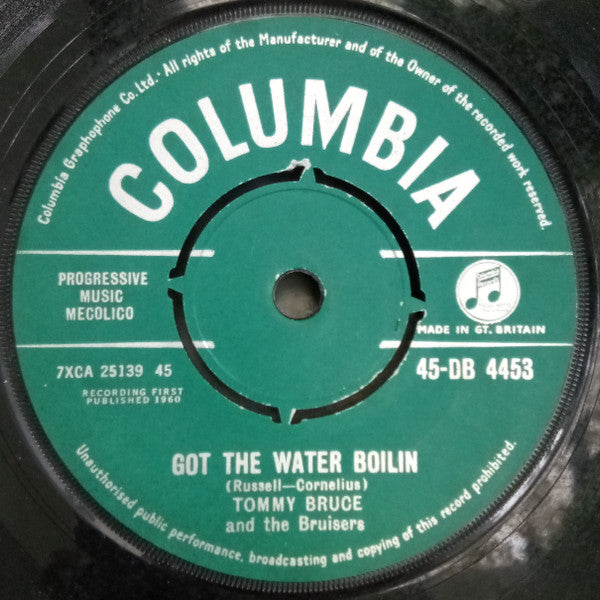 Columbia Graphophone Co. Ltd. · All rights of the Manufacturer and of the Owner of the recorded work reserved.
COLUMBIA
PROGRESSIVE
MUSIC
MECOLICO
MADE IN GT. BRITAIN
7XCA 25139 45
45-DB 4453
RECORDING FIRST
PUBLISHED 1960
GOT THE WATER BOILIN
(Russell—Cornelius)
TOMMY BRUCE
and the Bruisers
Unauthorised public performance, broadcasting and copying of this record prohibited.